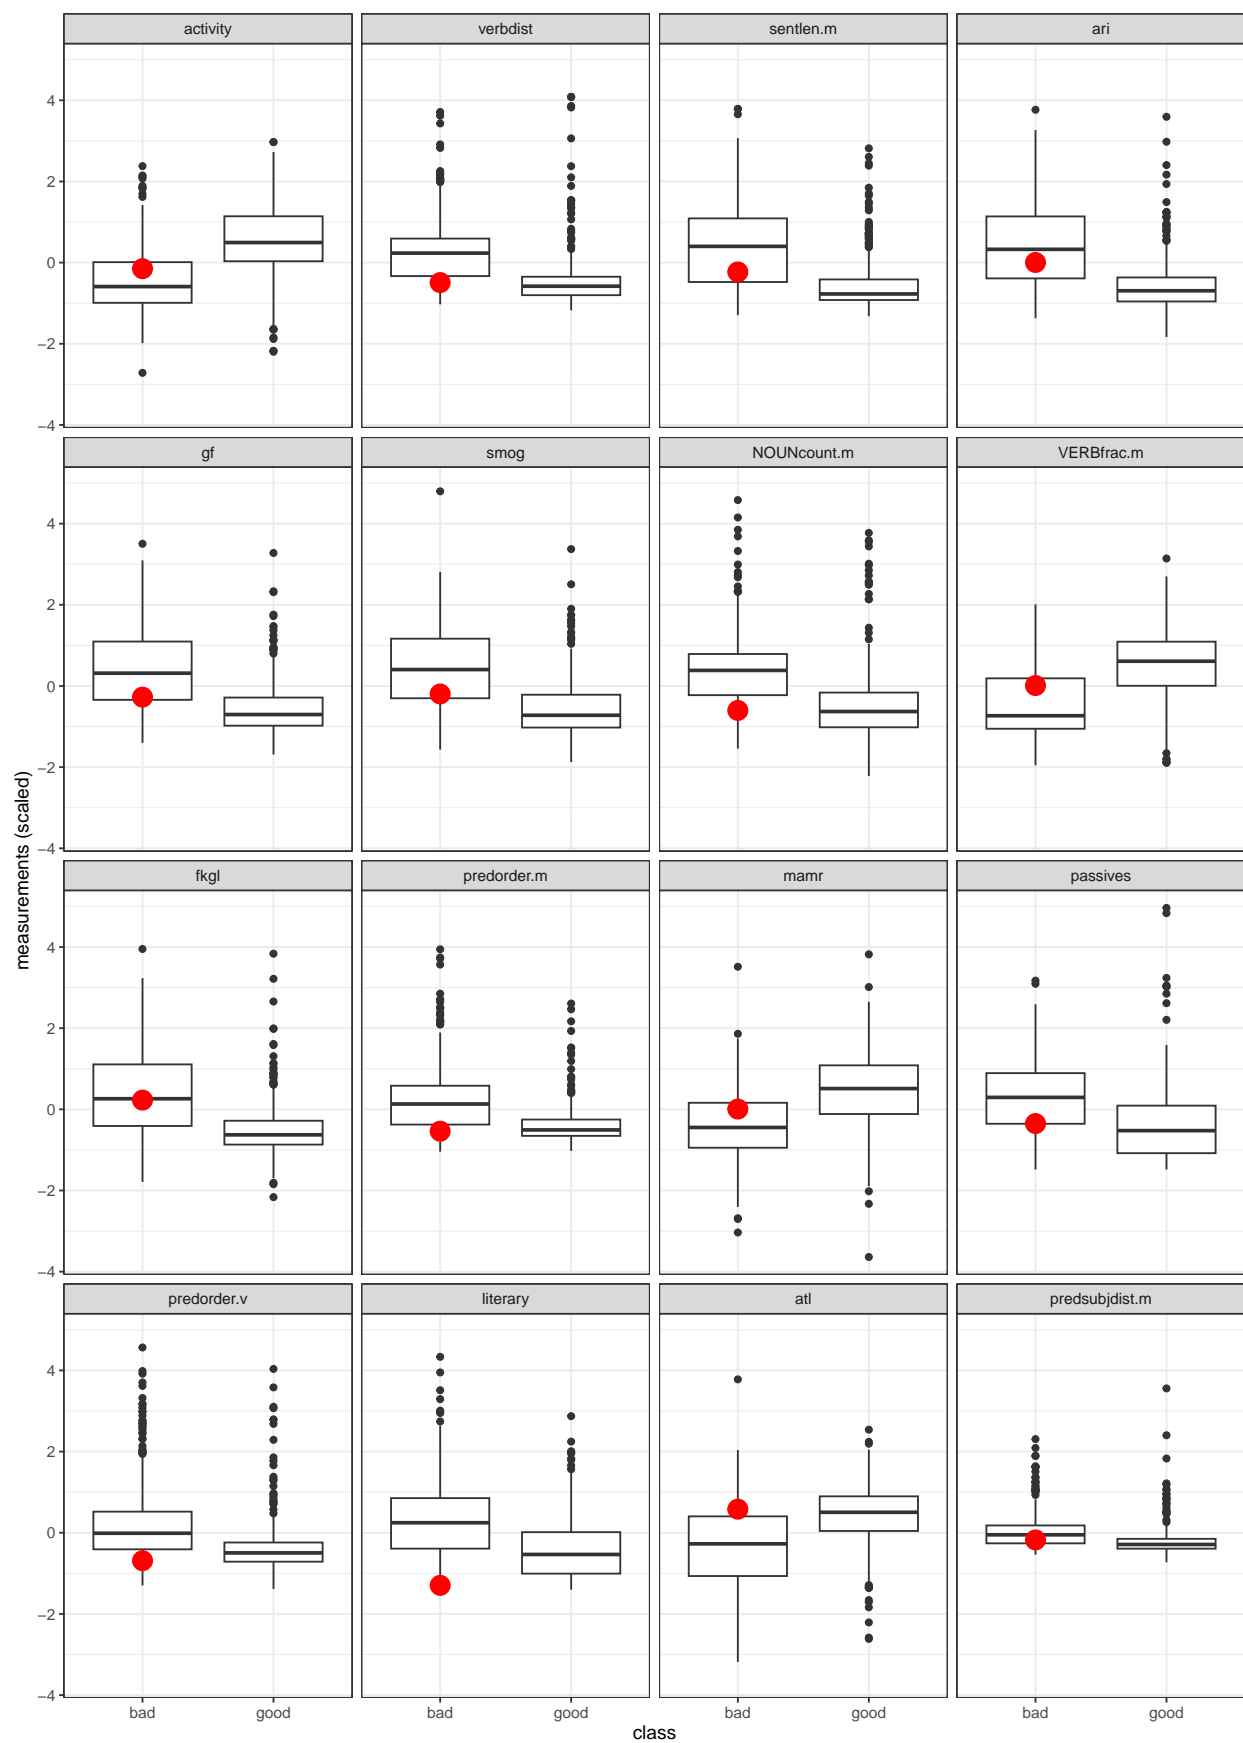 activity verbdist sentlen.m ari
4
2
0
−2
−4
gf smog NOUNcount.m VERBfrac.m
4
2
0
−2
−4
fkgl predorder.m mamr passives
4
2
0
−2
−4
predorder.v literary atl predsubjdist.m
4
2
0
−2
−4
measurements (scaled)
bad good bad good bad good bad good
class